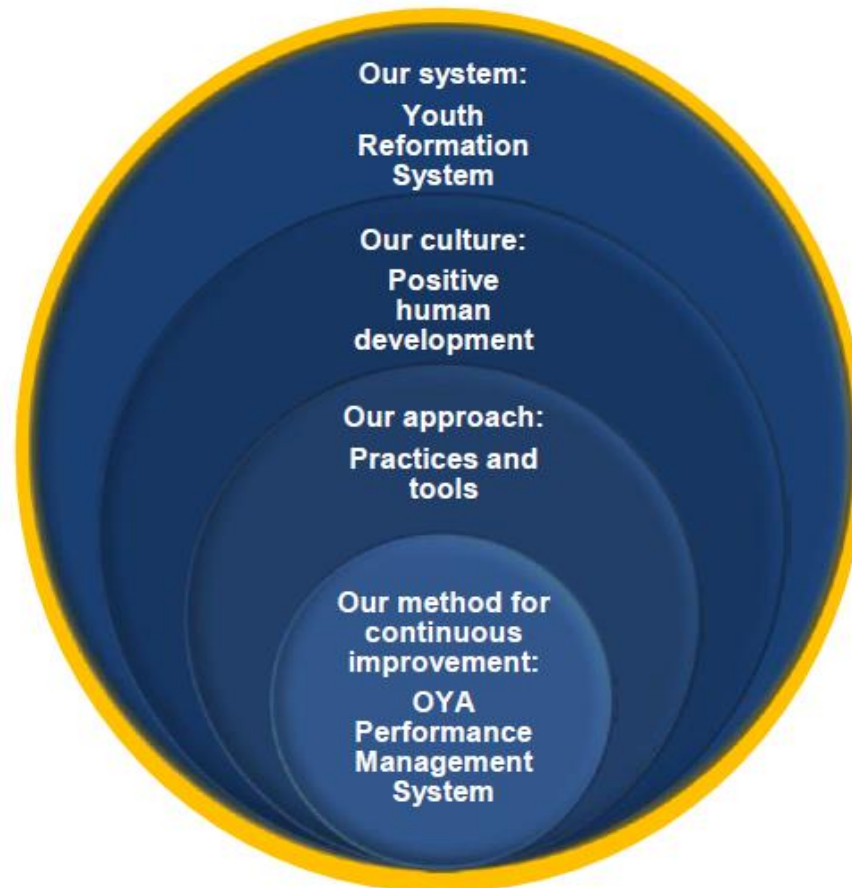 Our system:
Youth
Reformation
System
Our culture:
Positive
human
development
Our approach:
Practices and
tools
Our method for
continuous
improvement:
OYA
Performance
Management
System